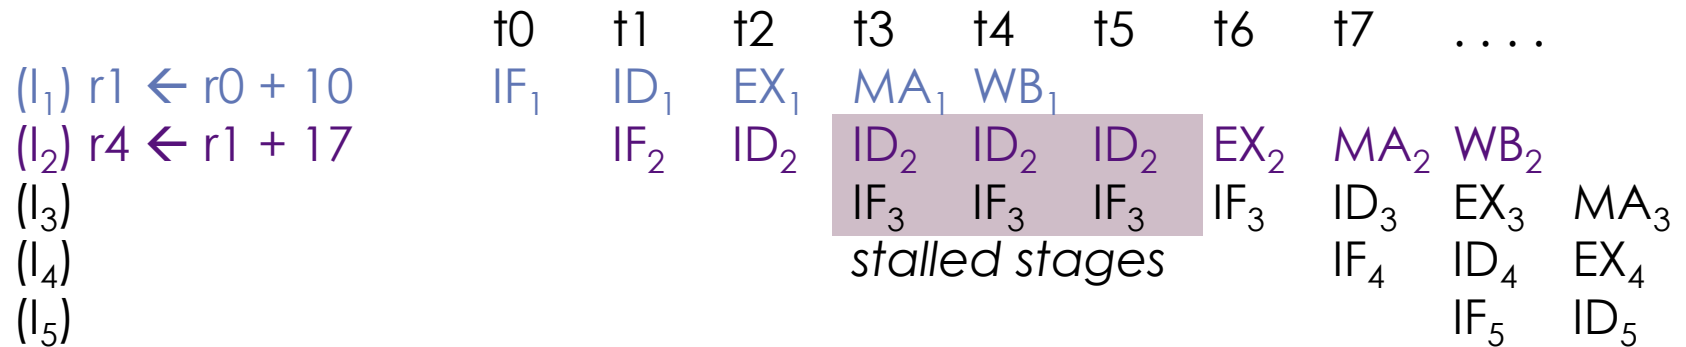 t0 t1 t2 t3 t4 t5 t6 t7 . . . .
(I₁) r1 ← r0 + 10 IF₁ ID₁ EX₁ MA₁ WB₁
(I₂) r4 ← r1 + 17 IF₂ ID₂ ID₂ ID₂ ID₂ EX₂ MA₂ WB₂
(I₃) IF₃ IF₃ IF₃ IF₃ ID₃ EX₃ MA₃
(I₄) stalled stages IF₄ ID₄ EX₄
(I₅) IF₅ ID₅